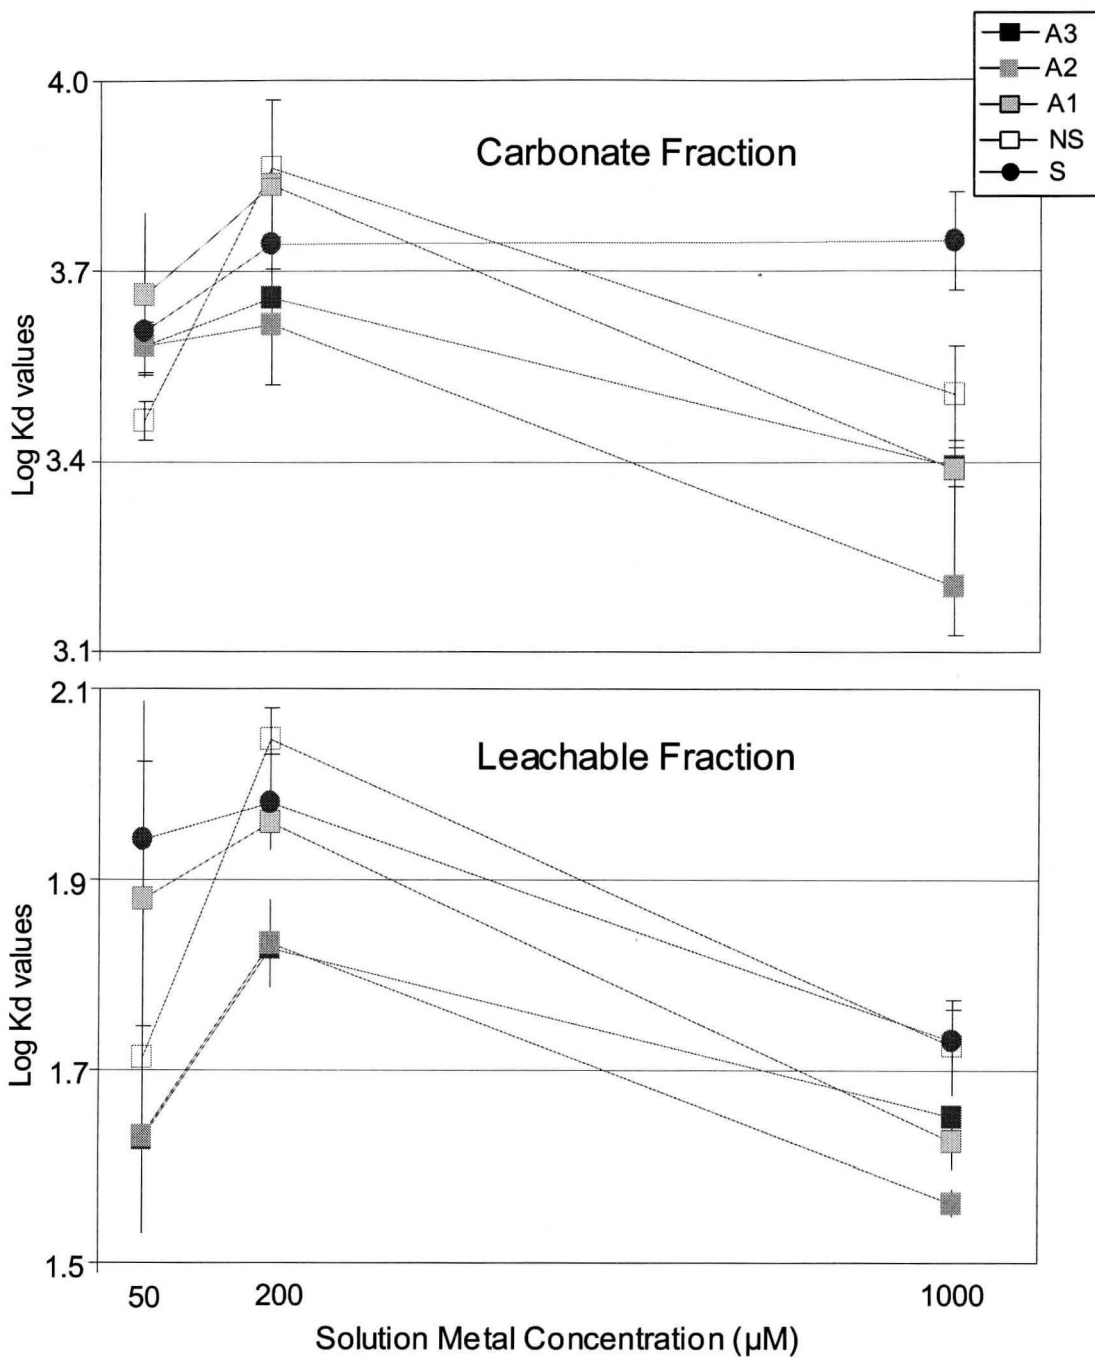 A3
A2
A1
NS
S
4.0
Carbonate Fraction
3.7
Log Kd values
3.4
3.1
2.1
Leachable Fraction
1.9
Log Kd values
1.7
1.5
50 200 1000
Solution Metal Concentration (µM)